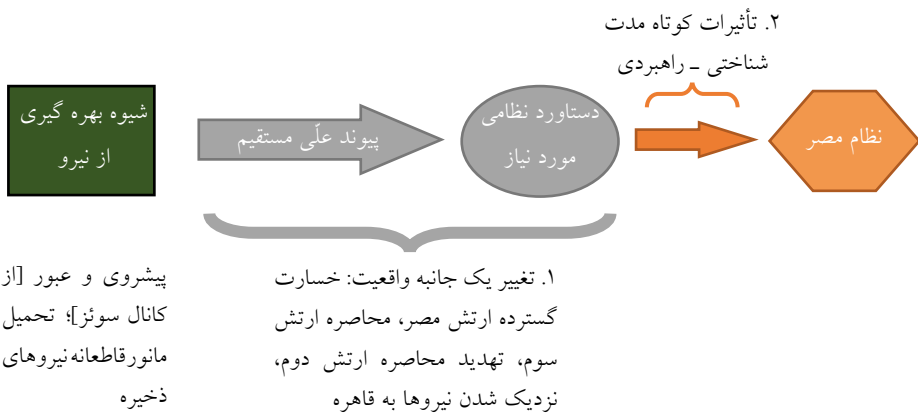 ۲. تأثیرات کوتاه مدت
شناختی ـ راهبردی
شیوه بهره گیری
از نیرو
پیوند علّی مستقیم
دستاورد نظامی
مورد نیاز
نظام مصر
۱. تغییر یک جانبه واقعیت: خسارت
گسترده ارتش مصر، محاصره ارتش
سوم، تهدید محاصره ارتش دوم،
نزدیک شدن نیروها به قاهره
پیشروی و عبور [از
کانال سوئز]؛ تحمیل
مانورقاطعانه نیروهای
ذخیره